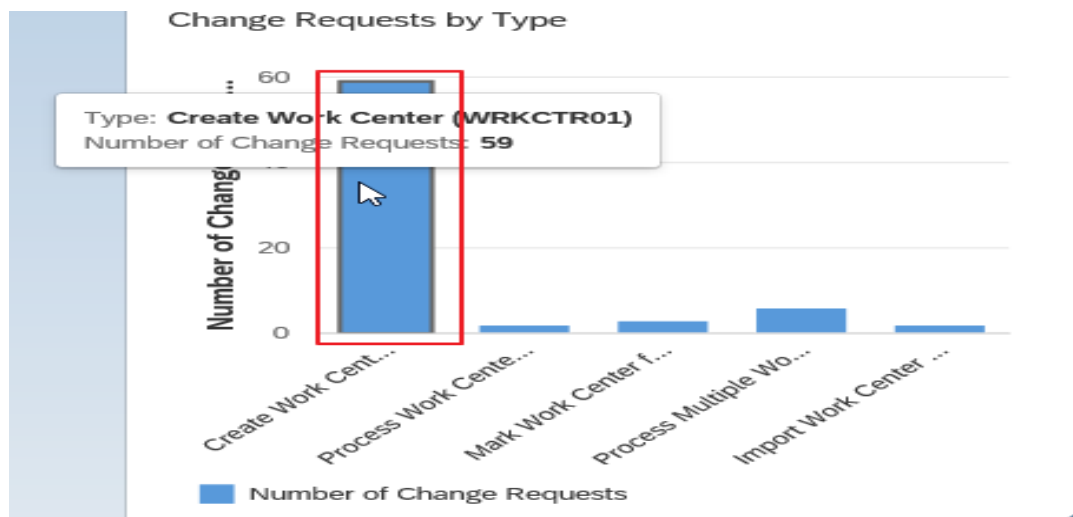 Change Requests by Type
Number of Change
60
Type: Create Work Center (WRKCTR01)
Number of Change Requests: 59
20
0
Create Work Cent...
Process Work Cente...
Mark Work Center f...
Process Multiple Wo...
Import Work Center ...
Number of Change Requests